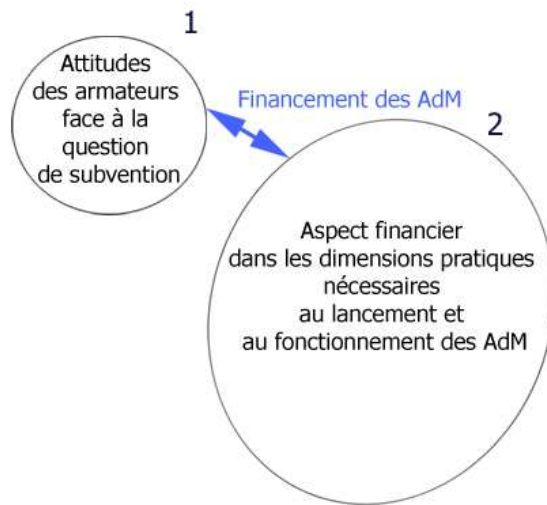 1
Attitudes
des armateurs
face à la
question
de subvention
Financement des AdM
2
Aspect financier
dans les dimensions pratiques
nécessaires
au lancement et
au fonctionnement des AdM